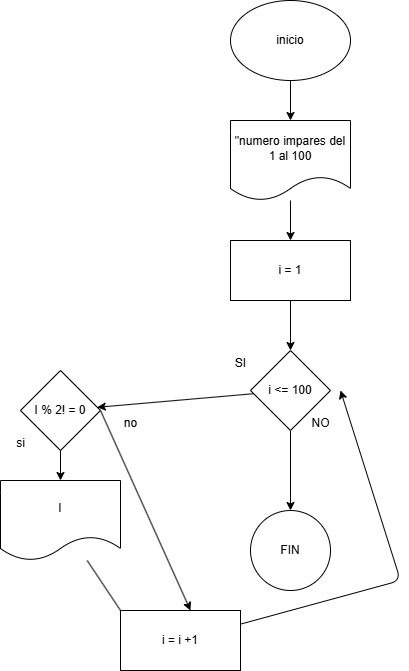 inicio
"numero impares del
1 al 100
i = 1
SI
i <= 100
I % 2! = 0
no
NO
si
I
FIN
i = i +1